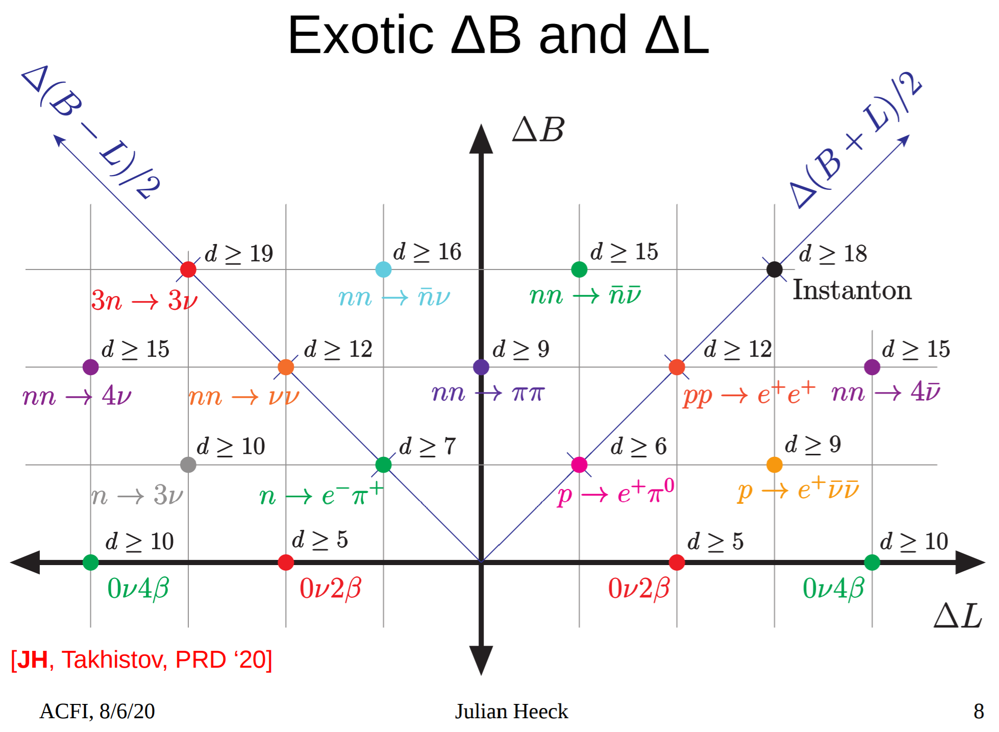 Exotic ΔB and ΔL
Δ(B − L)/2
Δ(B + L)/2
ΔB
d ≥ 19
d ≥ 16
d ≥ 15
d ≥ 18
3n → 3ν
nn → n̄ν
nn → n̄ν̄
Instanton
d ≥ 15
d ≥ 12
d ≥ 9
d ≥ 12
d ≥ 15
nn → 4ν
nn → νν
nn → ππ
pp → e⁺e⁺
nn → 4ν̄
d ≥ 10
d ≥ 7
d ≥ 6
d ≥ 9
n → 3ν
n → e⁻π⁺
p → e⁺π⁰
p → e⁺ν̄ν̄
d ≥ 10
d ≥ 5
d ≥ 5
d ≥ 10
0ν4β
0ν2β
0ν2β
0ν4β
ΔL
[JH, Takhistov, PRD ‘20]
ACFI, 8/6/20
Julian Heeck
8